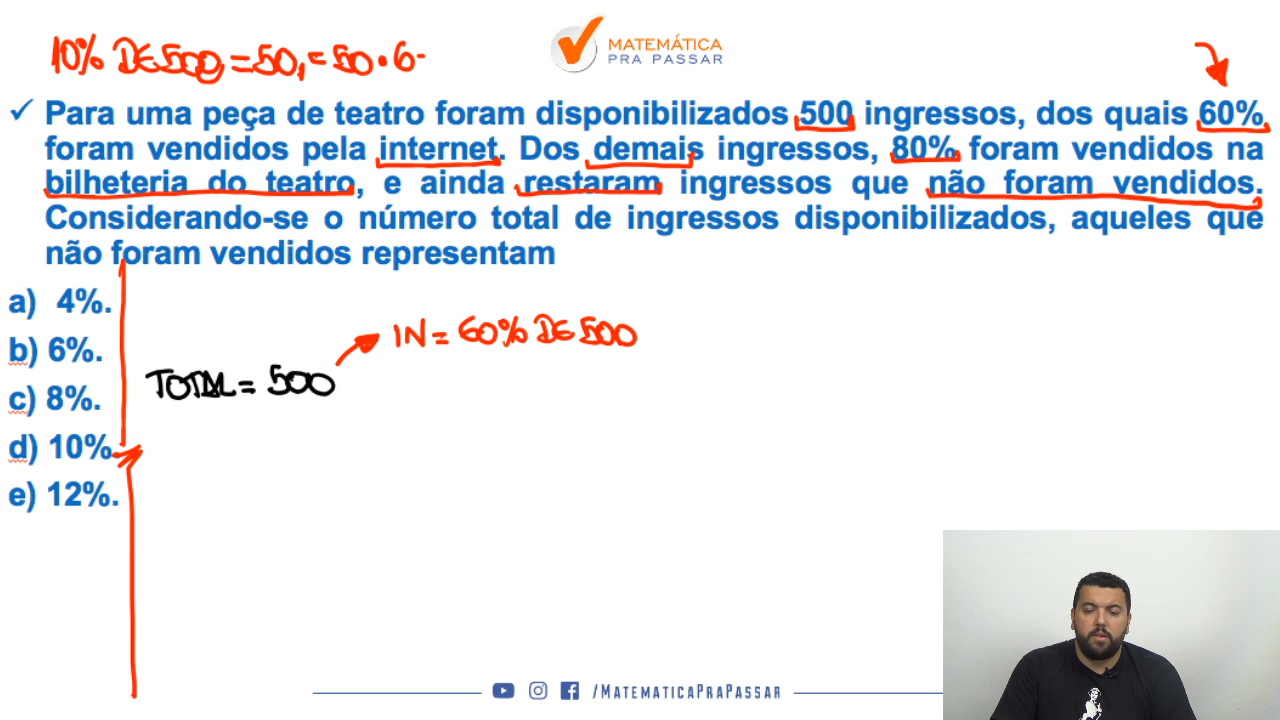 10% DE 500, = 50, = 50 • 6
MATEMÁTICA
PRA PASSAR
✓ Para uma peça de teatro foram disponibilizados 500 ingressos, dos quais 60%
foram vendidos pela internet. Dos demais ingressos, 80% foram vendidos na
bilheteria do teatro, e ainda restaram ingressos que não foram vendidos.
Considerando-se o número total de ingressos disponibilizados, aqueles que
não foram vendidos representam
a) 4%.
b) 6%.
c) 8%.
d) 10%.
e) 12%.
IN = 60% DE 500
TOTAL = 500
/MATEMATICAPRAPASSAR